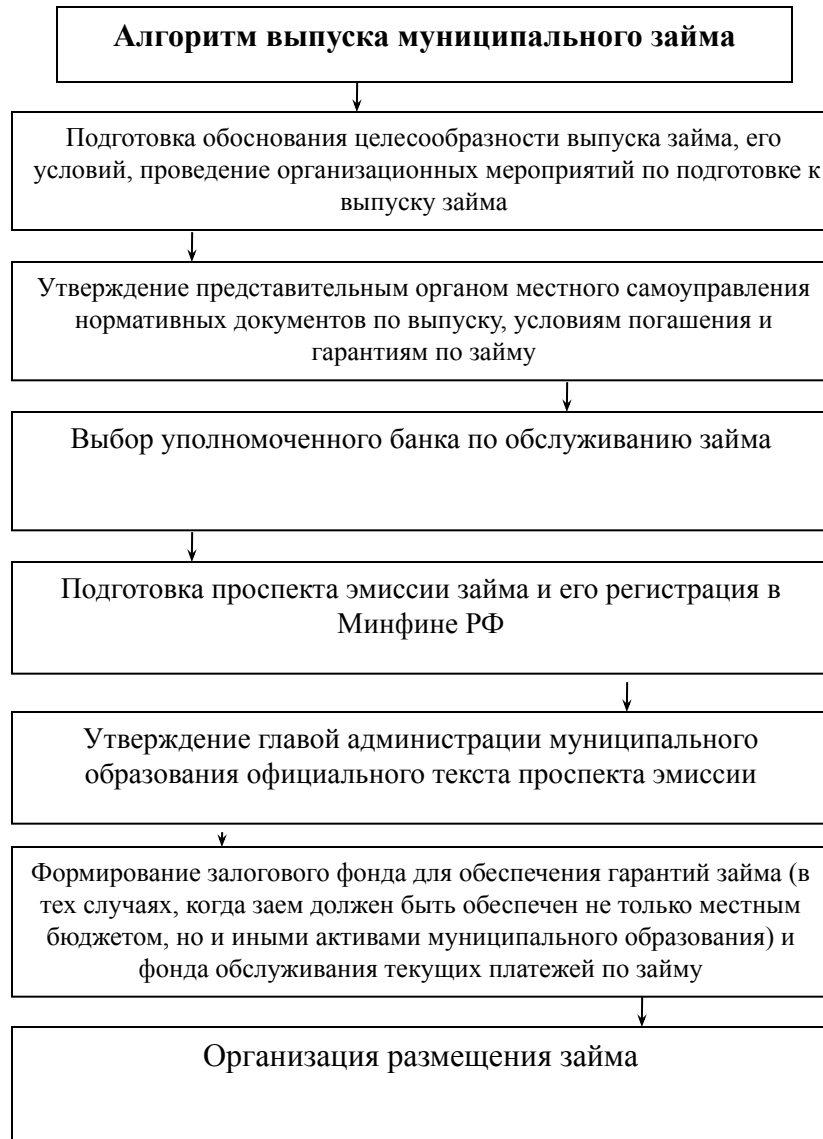 Алгоритм выпуска муниципального займа
Подготовка обоснования целесообразности выпуска займа, его
условий, проведение организационных мероприятий по подготовке к
выпуску займа
Утверждение представительным органом местного самоуправления
нормативных документов по выпуску, условиям погашения и
гарантиям по займу
Выбор уполномоченного банка по обслуживанию займа
Подготовка проспекта эмиссии займа и его регистрация в
Минфине РФ
Утверждение главой администрации муниципального
образования официального текста проспекта эмиссии
Формирование залогового фонда для обеспечения гарантий займа (в
тех случаях, когда заем должен быть обеспечен не только местным
бюджетом, но и иными активами муниципального образования) и
фонда обслуживания текущих платежей по займу
Организация размещения займа